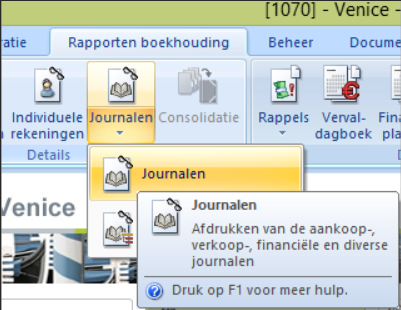 [1070] - Venice -
ratie Rapporten boekhouding Beheer Docume
Individuele rekeningen Journalen Consolidatie Rappels Verval-dagboek Fina pla
Details
Journalen
Venice
Journalen
Afdrukken van de aankoop-,
verkoop-, financiële en diverse
journalen
Druk op F1 voor meer hulp.